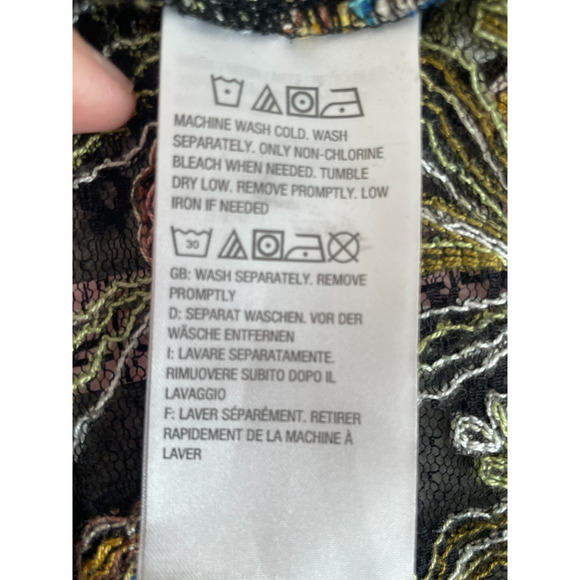 MACHINE WASH COLD. WASH
SEPARATELY. ONLY NON-CHLORINE
BLEACH WHEN NEEDED. TUMBLE
DRY LOW. REMOVE PROMPTLY. LOW
IRON IF NEEDED
30
GB: WASH SEPARATELY. REMOVE
PROMPTLY
D: SEPARAT WASCHEN. VOR DER
WÄSCHE ENTFERNEN
I: LAVARE SEPARATAMENTE.
RIMUOVERE SUBITO DOPO IL
LAVAGGIO
F: LAVER SÉPARÉMENT. RETIRER
RAPIDEMENT DE LA MACHINE À
LAVER